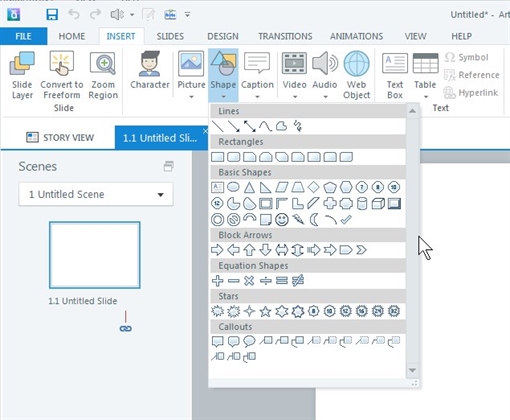 Untitled* - Art
FILE HOME INSERT SLIDES DESIGN TRANSITIONS ANIMATIONS VIEW HELP
Slide Layer
Convert to Freeform
Zoom Region
Character
Picture
Shape
Caption
Video
Audio
Web Object
Text Box
Table
Symbol
Reference
Hyperlink
Slide
Text
STORY VIEW
1.1 Untitled Sli...
Scenes
1 Untitled Scene
1.1 Untitled Slide
Lines
Rectangles
Basic Shapes
Block Arrows
Equation Shapes
Stars
Callouts